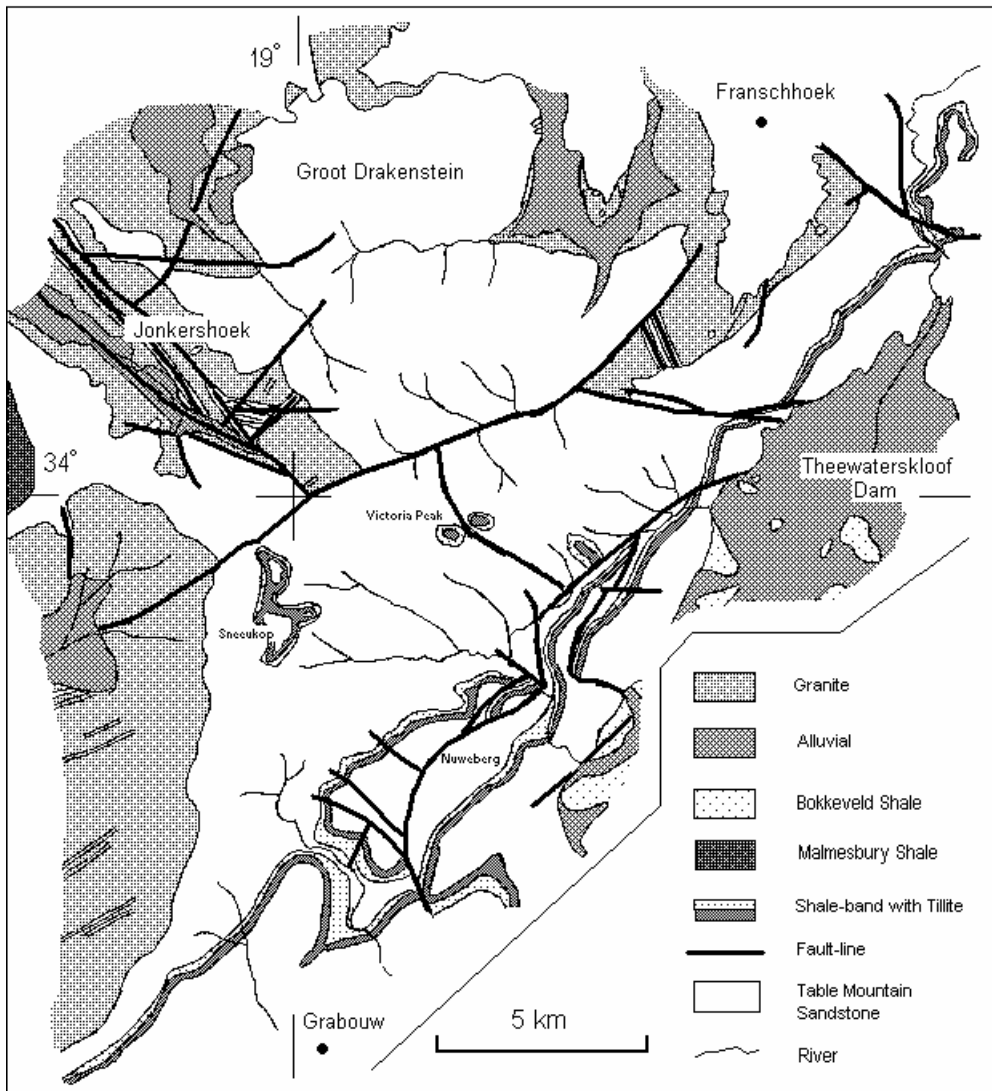 19°
Franschhoek
Groot Drakenstein
Jonkershoek
34°
Theewaterskloof
Dam
Victoria Peak
Sneeukop
Nuweberg
Granite
Alluvial
Bokkeveld Shale
Malmesbury Shale
Shale-band with Tillite
Fault-line
Table Mountain
Sandstone
River
Grabouw
5 km